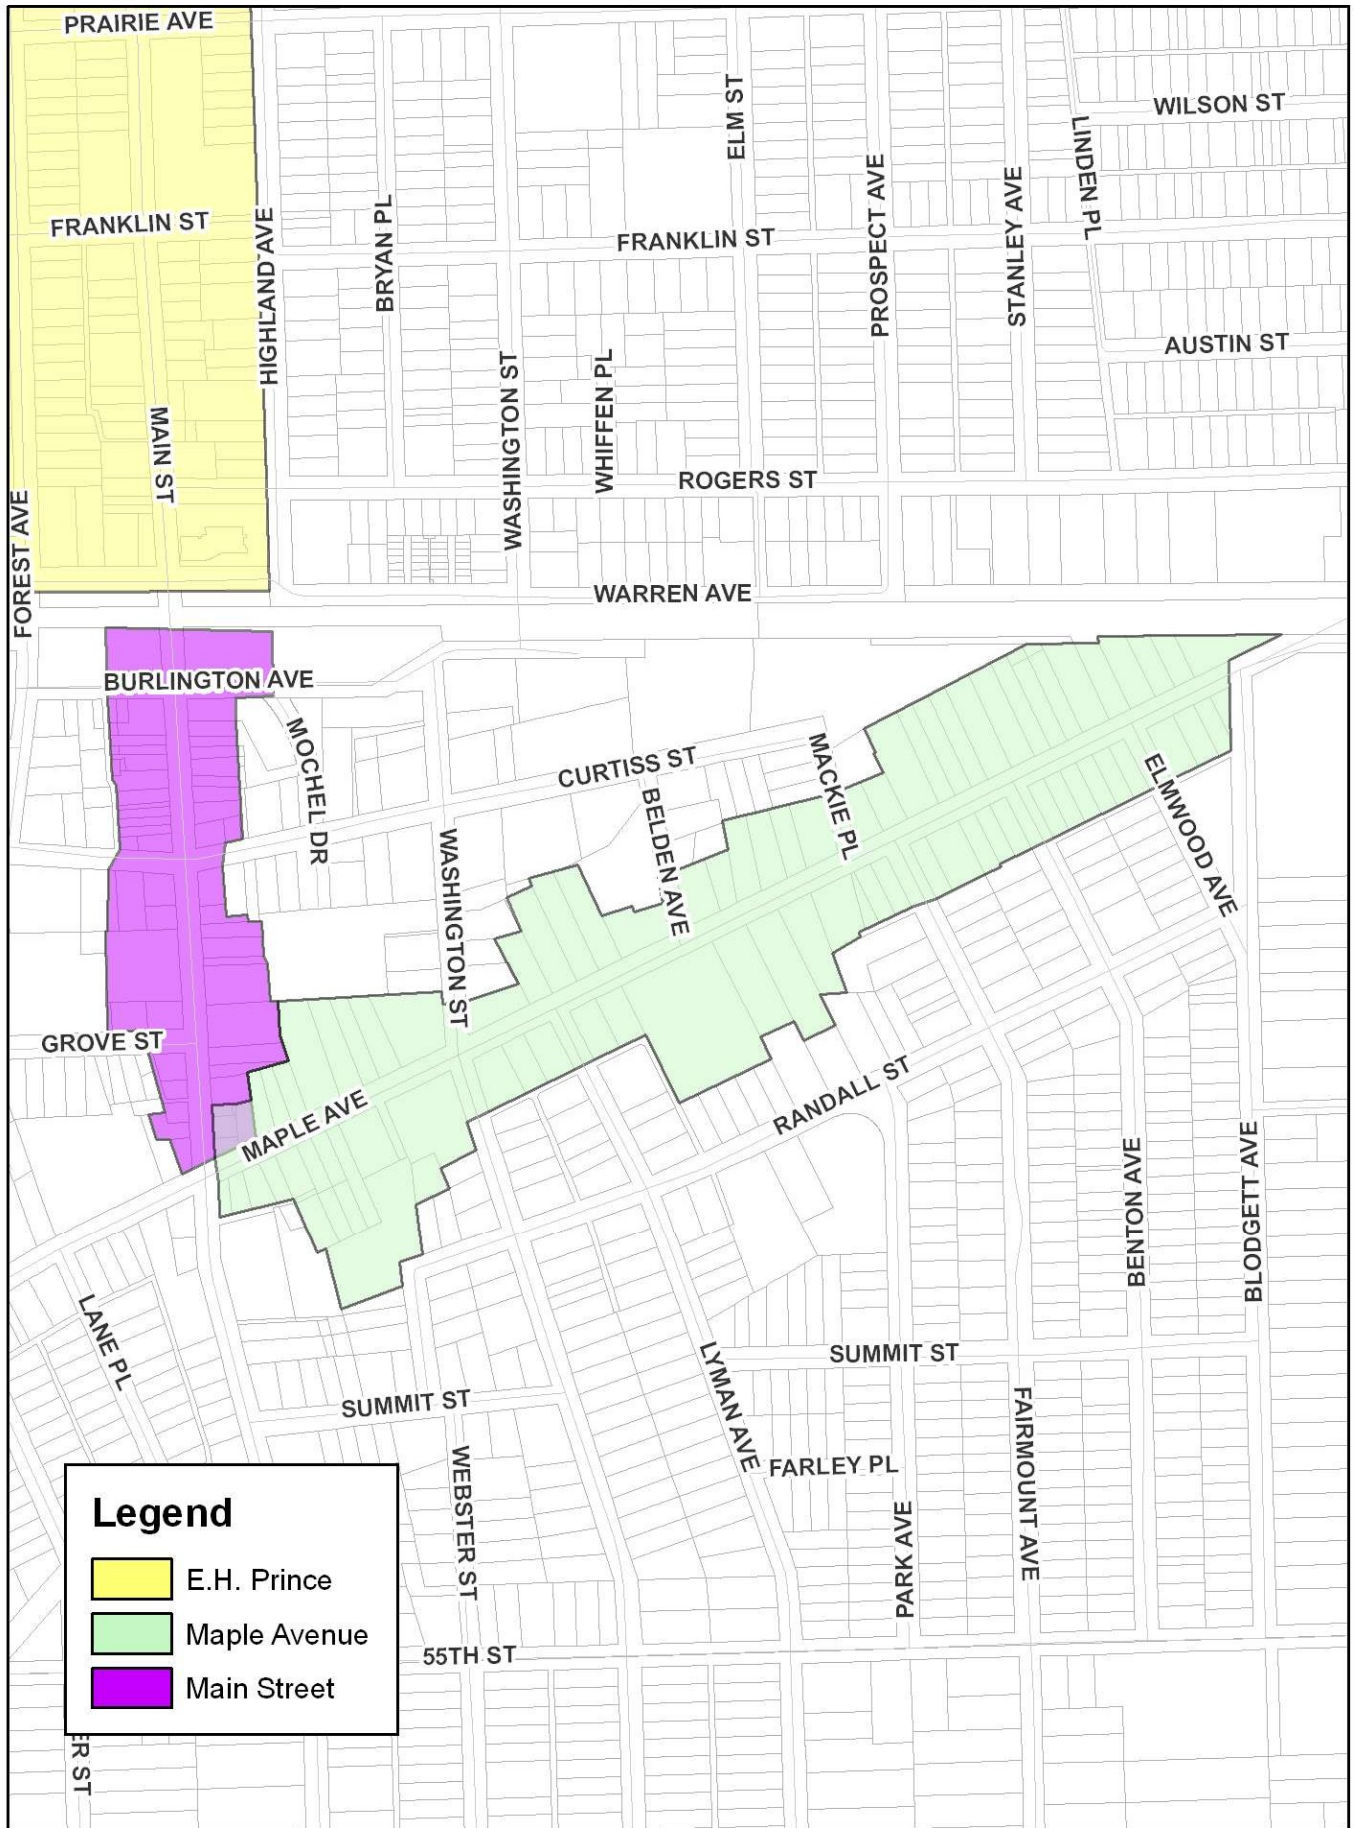 PRAIRIE AVE
WILSON ST
ELM ST
LINDEN PL
PROSPECT AVE
STANLEY AVE
FRANKLIN ST
HIGHLAND AVE
BRYAN PL
FRANKLIN ST
AUSTIN ST
WASHINGTON ST
WHIFFEN PL
MAIN ST
ROGERS ST
FOREST AVE
WARREN AVE
BURLINGTON AVE
MOCHEL DR
CURTISS ST
MACKIE PL
BELDEN AVE
ELMWOOD AVE
WASHINGTON ST
GROVE ST
MAPLE AVE
RANDALL ST
BENTON AVE
BLODGETT AVE
LANE PL
SUMMIT ST
LYMAN AVE
SUMMIT ST
FAIRMOUNT AVE
WEBSTER ST
FARLEY PL
PARK AVE
Legend
E.H. Prince
Maple Avenue
Main Street
55TH ST
ER ST